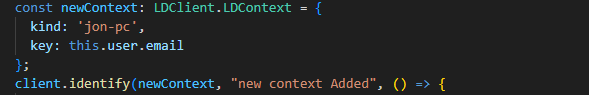 const newContext: LDClient.LDContext = {
  kind: 'jon-pc',
  key: this.user.email
};
client.identify(newContext, "new context Added", () => {